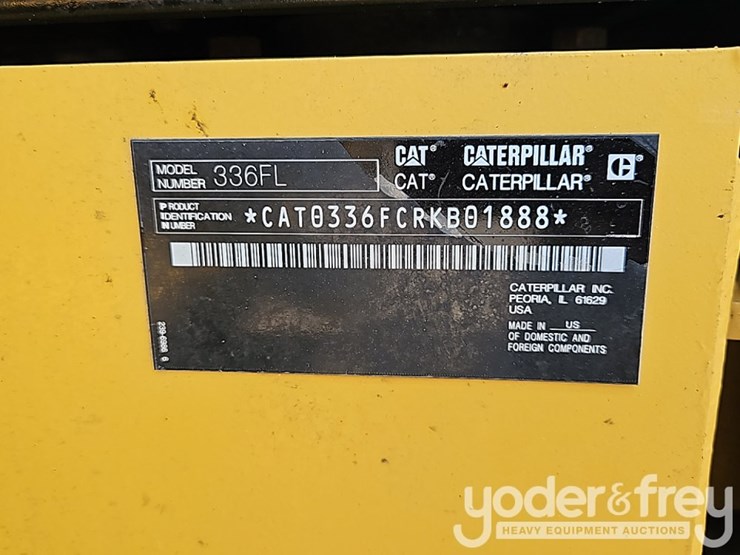 MODEL NUMBER 336FL
CAT® CATERPILLAR®
CAT® CATERPILLAR®
PRODUCT IDENTIFICATION NUMBER *CAT0336FCRKB01888*
CATERPILLAR INC.
PEORIA, IL 61629
USA
MADE IN US
OF DOMESTIC AND
FOREIGN COMPONENTS
yoder&frey
HEAVY EQUIPMENT AUCTIONS